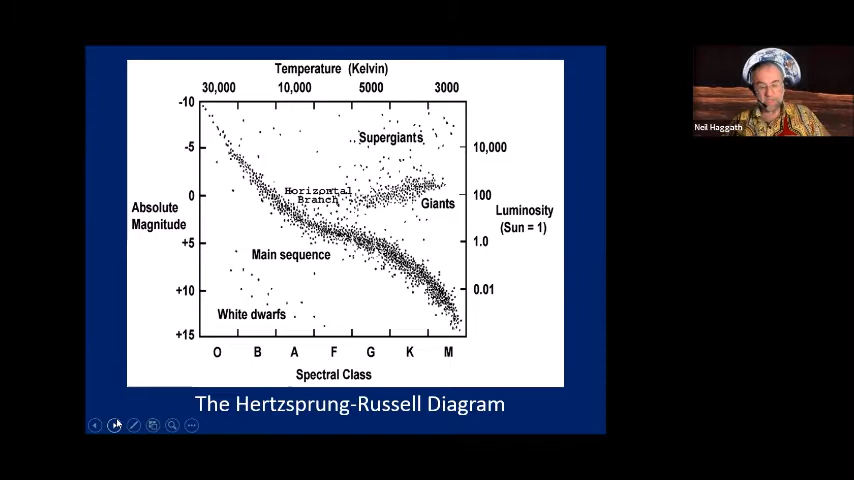 Temperature (Kelvin)
30,000 10,000 5000 3000
-10
-5
0
+5
+10
+15
Absolute
Magnitude
Supergiants
Horizontal
Branch
Giants
Main sequence
White dwarfs
10,000
100
1.0
0.01
Luminosity
(Sun = 1)
O B A F G K M
Spectral Class
The Hertzsprung-Russell Diagram
Neil Haggath